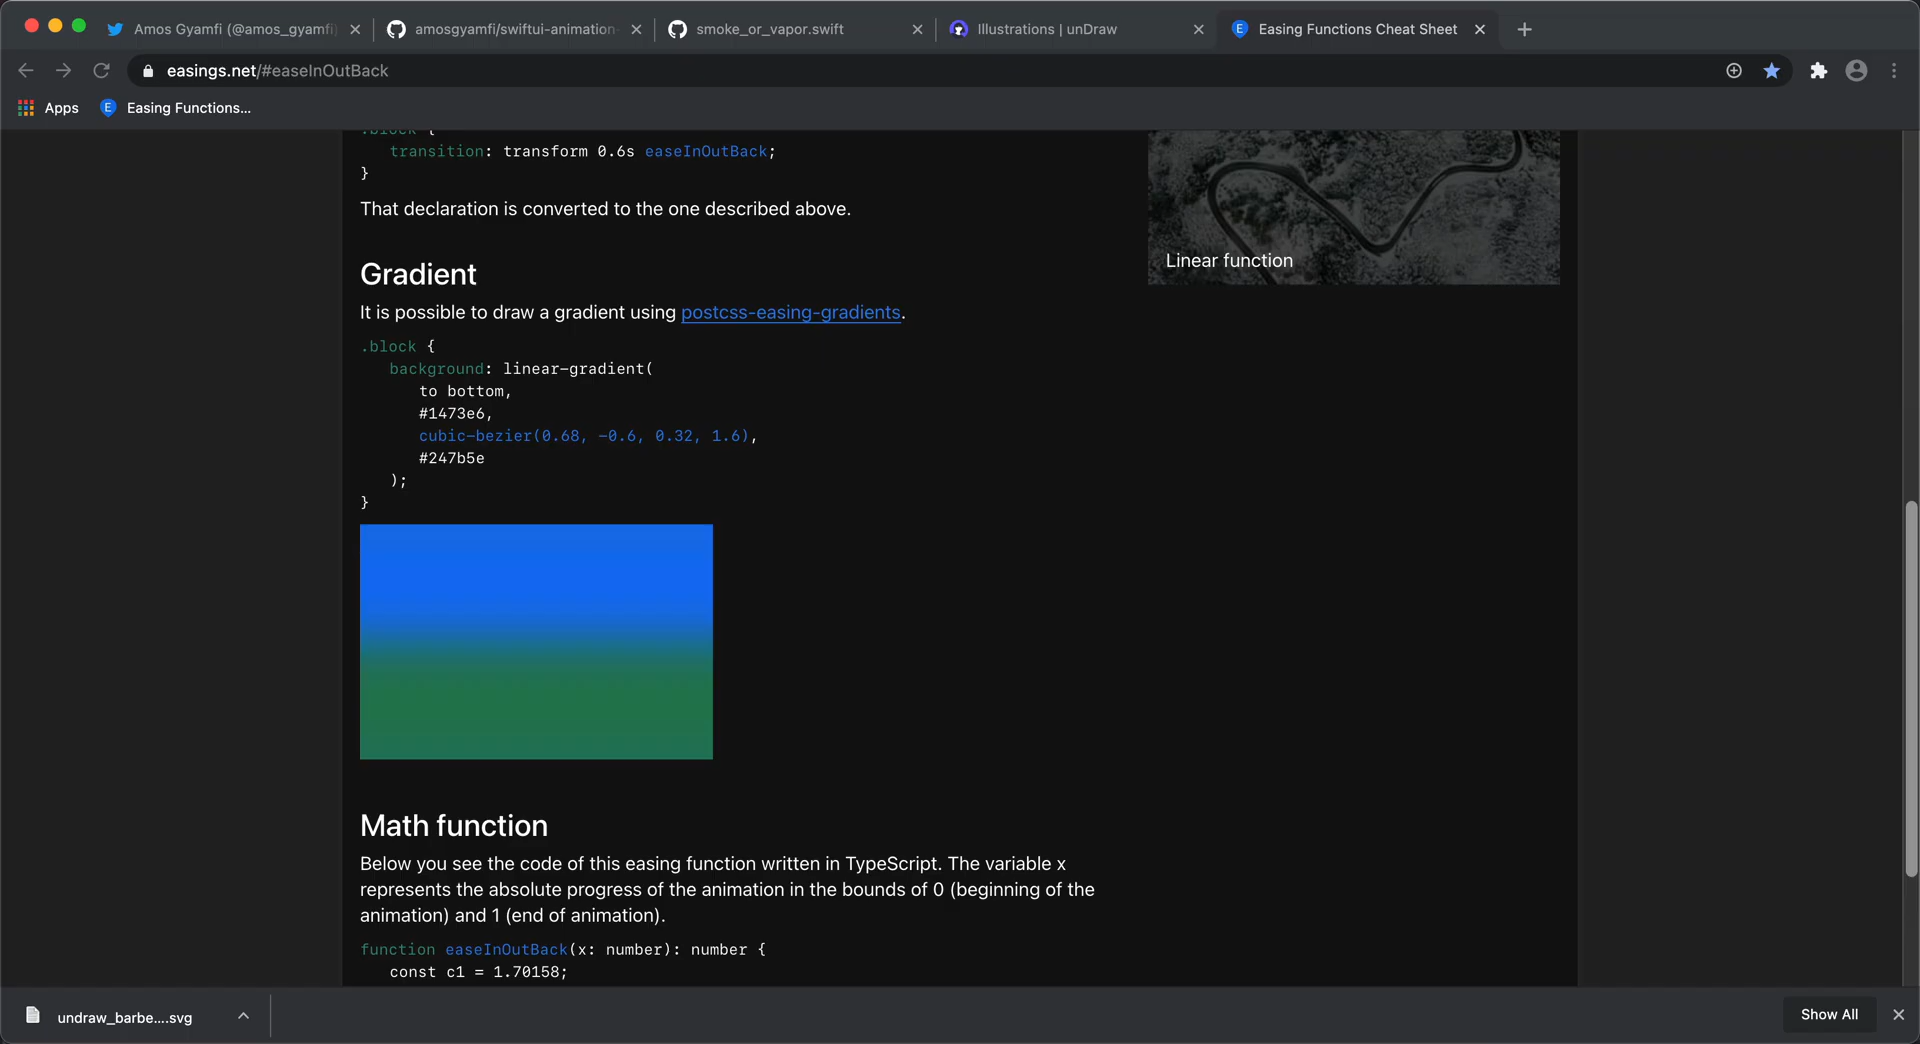 Amos Gyamfi (@amos_gyamfi)
amosgyamfi/swiftui-animation-
smoke_or_vapor.swift
Illustrations | unDraw
Easing Functions Cheat Sheet
easings.net/#easeInOutBack
Apps
Easing Functions...
.block {
transition: transform 0.6s easeInOutBack;
}
That declaration is converted to the one described above.
Linear function
Gradient
It is possible to draw a gradient using postcss-easing-gradients.
.block {
background: linear-gradient(
to bottom,
#1473e6,
cubic-bezier(0.68, -0.6, 0.32, 1.6),
#247b5e
);
}
Math function
Below you see the code of this easing function written in TypeScript. The variable x
represents the absolute progress of the animation in the bounds of 0 (beginning of the
animation) and 1 (end of animation).
function easeInOutBack(x: number): number {
const c1 = 1.70158;
undraw_barbe....svg
Show All